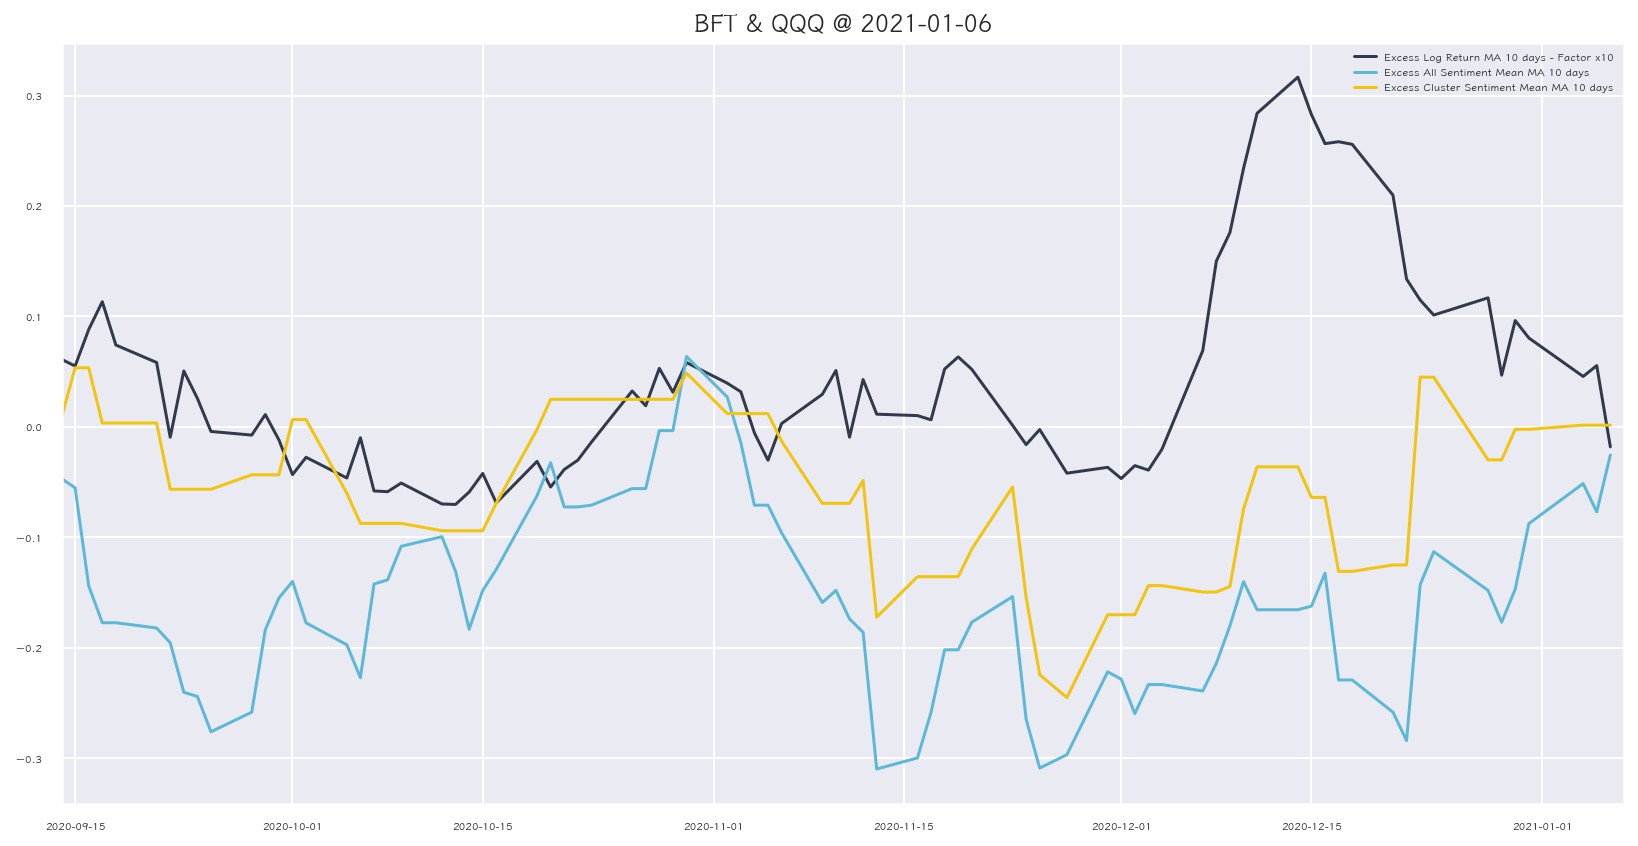 BFT & QQQ @ 2021-01-06
Excess Log Return MA 10 days - Factor x10
Excess All Sentiment Mean MA 10 days
Excess Cluster Sentiment Mean MA 10 days
0.3
0.2
0.1
0.0
−0.1
−0.2
−0.3
2020-09-15 2020-10-01 2020-10-15 2020-11-01 2020-11-15 2020-12-01 2020-12-15 2021-01-01